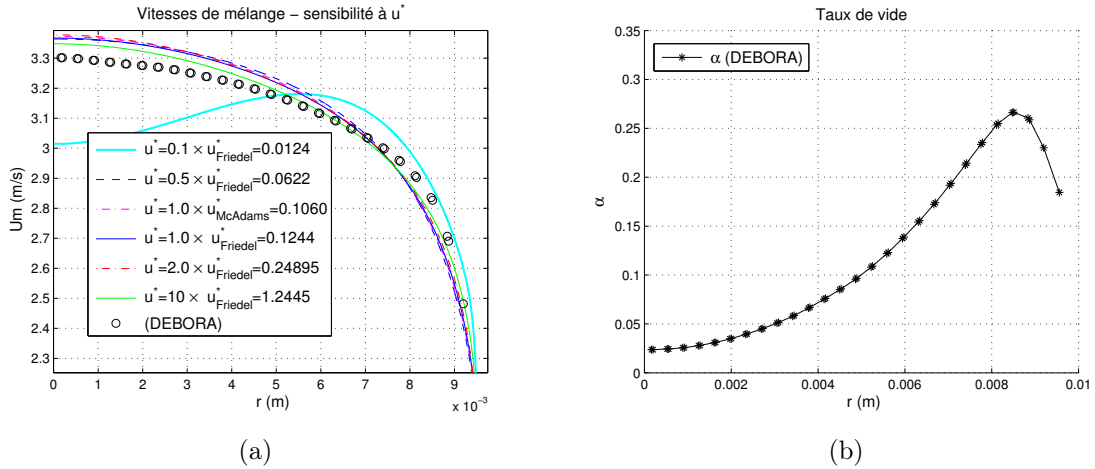 Vitesses de mélange − sensibilité à u*
3.3
3.2
3.1
3
2.9
2.8
2.7
2.6
2.5
2.4
2.3
Um (m/s)
u*=0.1 × u*Friedel=0.0124
u*=0.5 × u*Friedel=0.0622
u*=1.0 × u*McAdams=0.1060
u*=1.0 × u*Friedel=0.1244
u*=2.0 × u*Friedel=0.24895
u*=10 × u*Friedel=1.2445
(DEBORA)
0 1 2 3 4 5 6 7 8 9
x 10⁻³
r (m)
(a)
Taux de vide
0.35
0.3
0.25
0.2
0.15
0.1
0.05
0
α
α (DEBORA)
0 0.002 0.004 0.006 0.008 0.01
r (m)
(b)